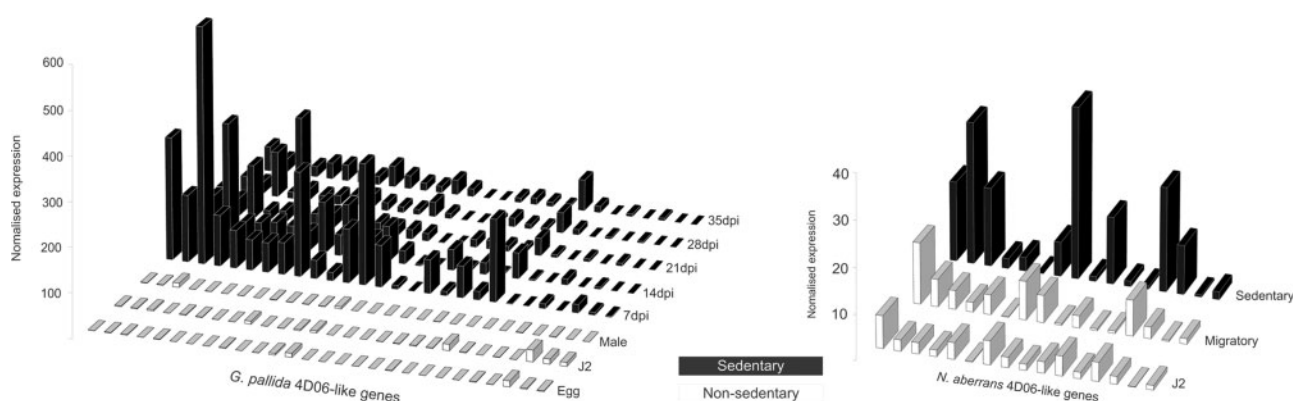 Nomalised expression
600
500
400
300
200
100
35dpi
28dpi
21dpi
14dpi
7dpi
Male
J2
Egg
G. pallida 4D06-like genes
Sedentary
Non-sedentary
Nomalised expression
40
30
20
10
Sedentary
Migratory
J2
N. aberrans 4D06-like genes